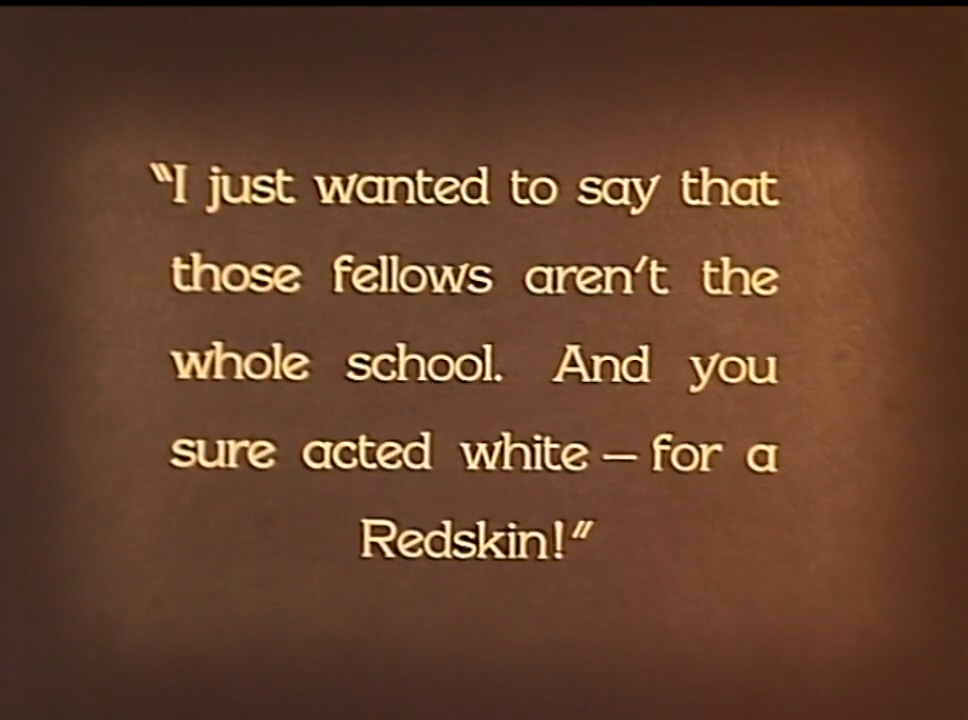 “I just wanted to say that
those fellows aren’t the
whole school. And you
sure acted white — for a
Redskin!”